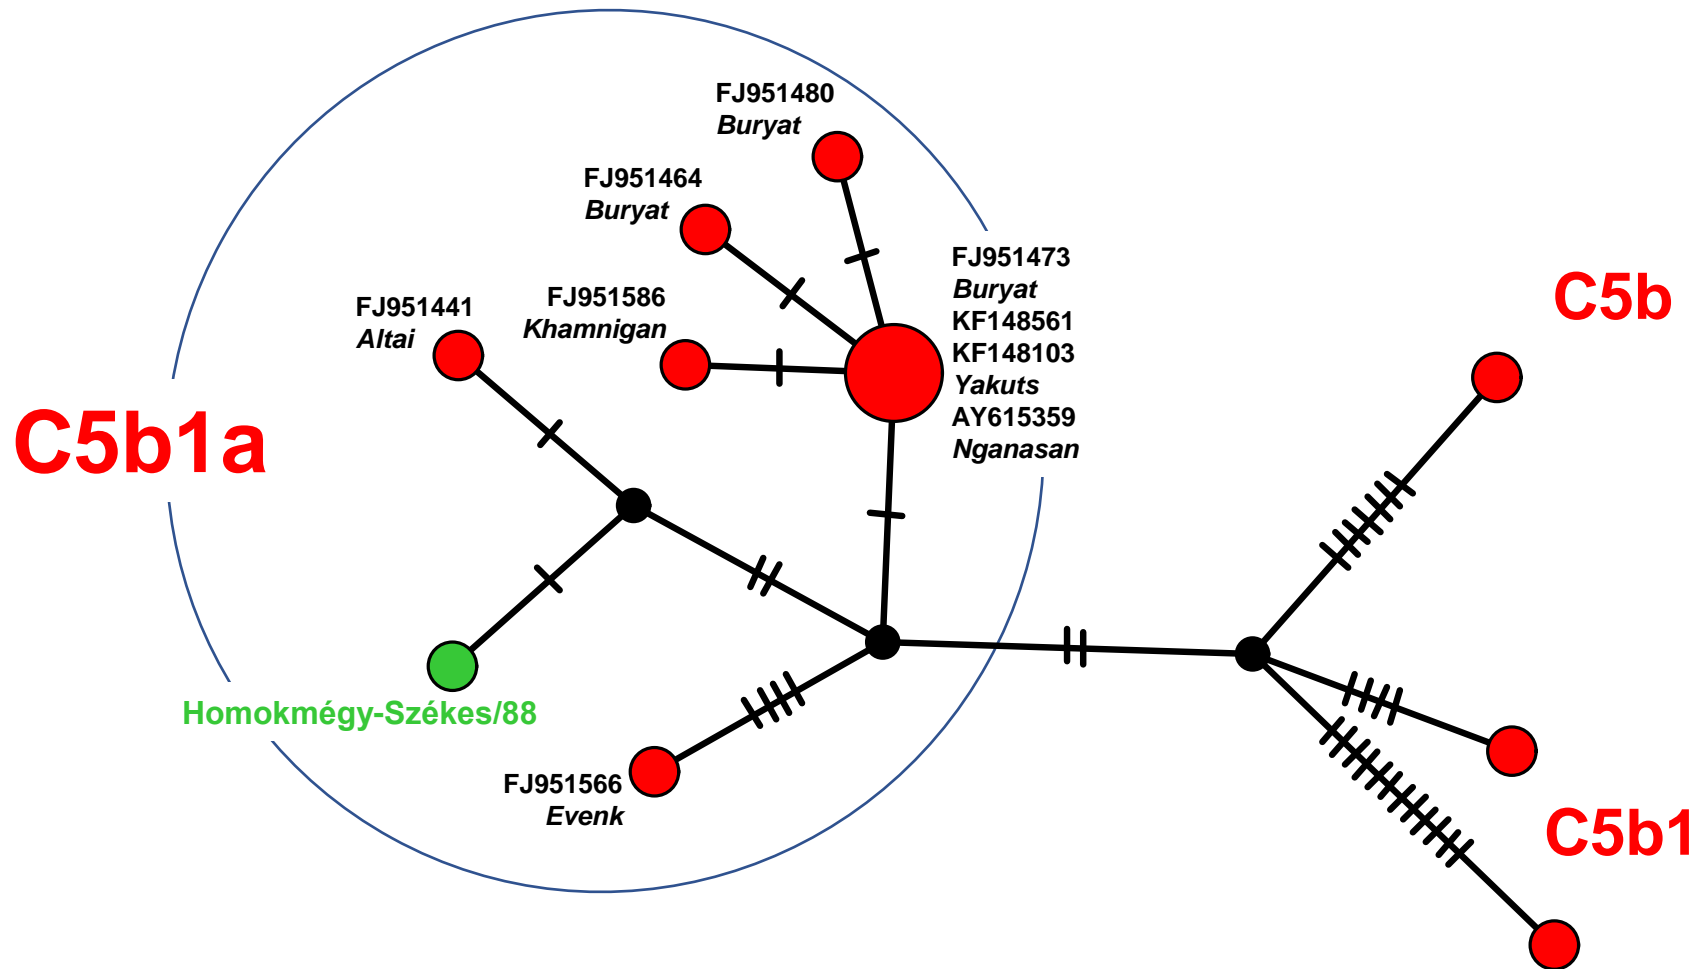 FJ951480
Buryat
FJ951464
Buryat
FJ951473
Buryat
KF148561
KF148103
Yakuts
AY615359
Nganasan
FJ951586
Khamnigan
FJ951441
Altai
C5b
C5b1a
Homokmégy-Székes/88
FJ951566
Evenk
C5b1